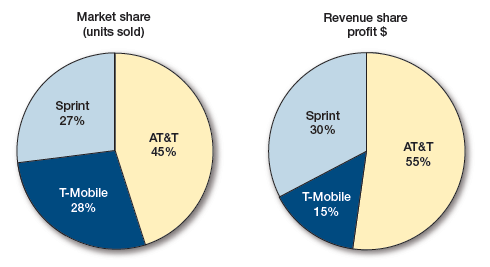 Market share
(units sold)
Sprint
27%
AT&T
45%
T-Mobile
28%
Revenue share
profit $
Sprint
30%
AT&T
55%
T-Mobile
15%